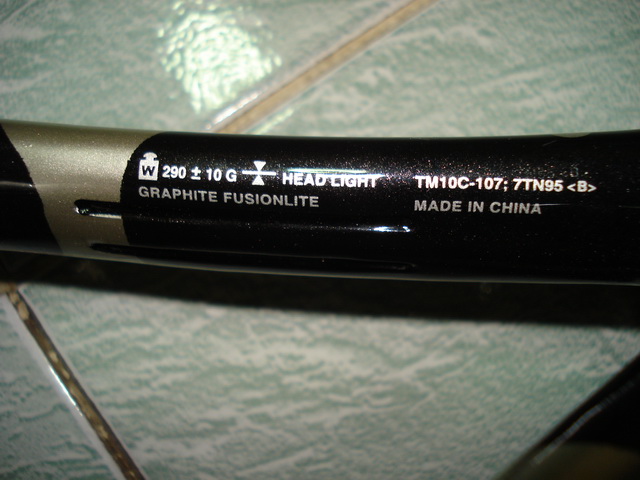 W 290 ± 10 G HEAD LIGHT
GRAPHITE FUSIONLITE
TM10C-107; 7TN95 <B>
MADE IN CHINA